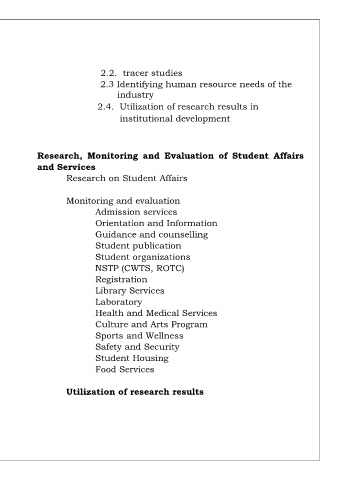 2.2. tracer studies
2.3 Identifying human resource needs of the
industry
2.4. Utilization of research results in
institutional development
Research, Monitoring and Evaluation of Student Affairs
and Services
Research on Student Affairs
Monitoring and evaluation
Admission services
Orientation and Information
Guidance and counselling
Student publication
Student organizations
NSTP (CWTS, ROTC)
Registration
Library Services
Laboratory
Health and Medical Services
Culture and Arts Program
Sports and Wellness
Safety and Security
Student Housing
Food Services
Utilization of research results